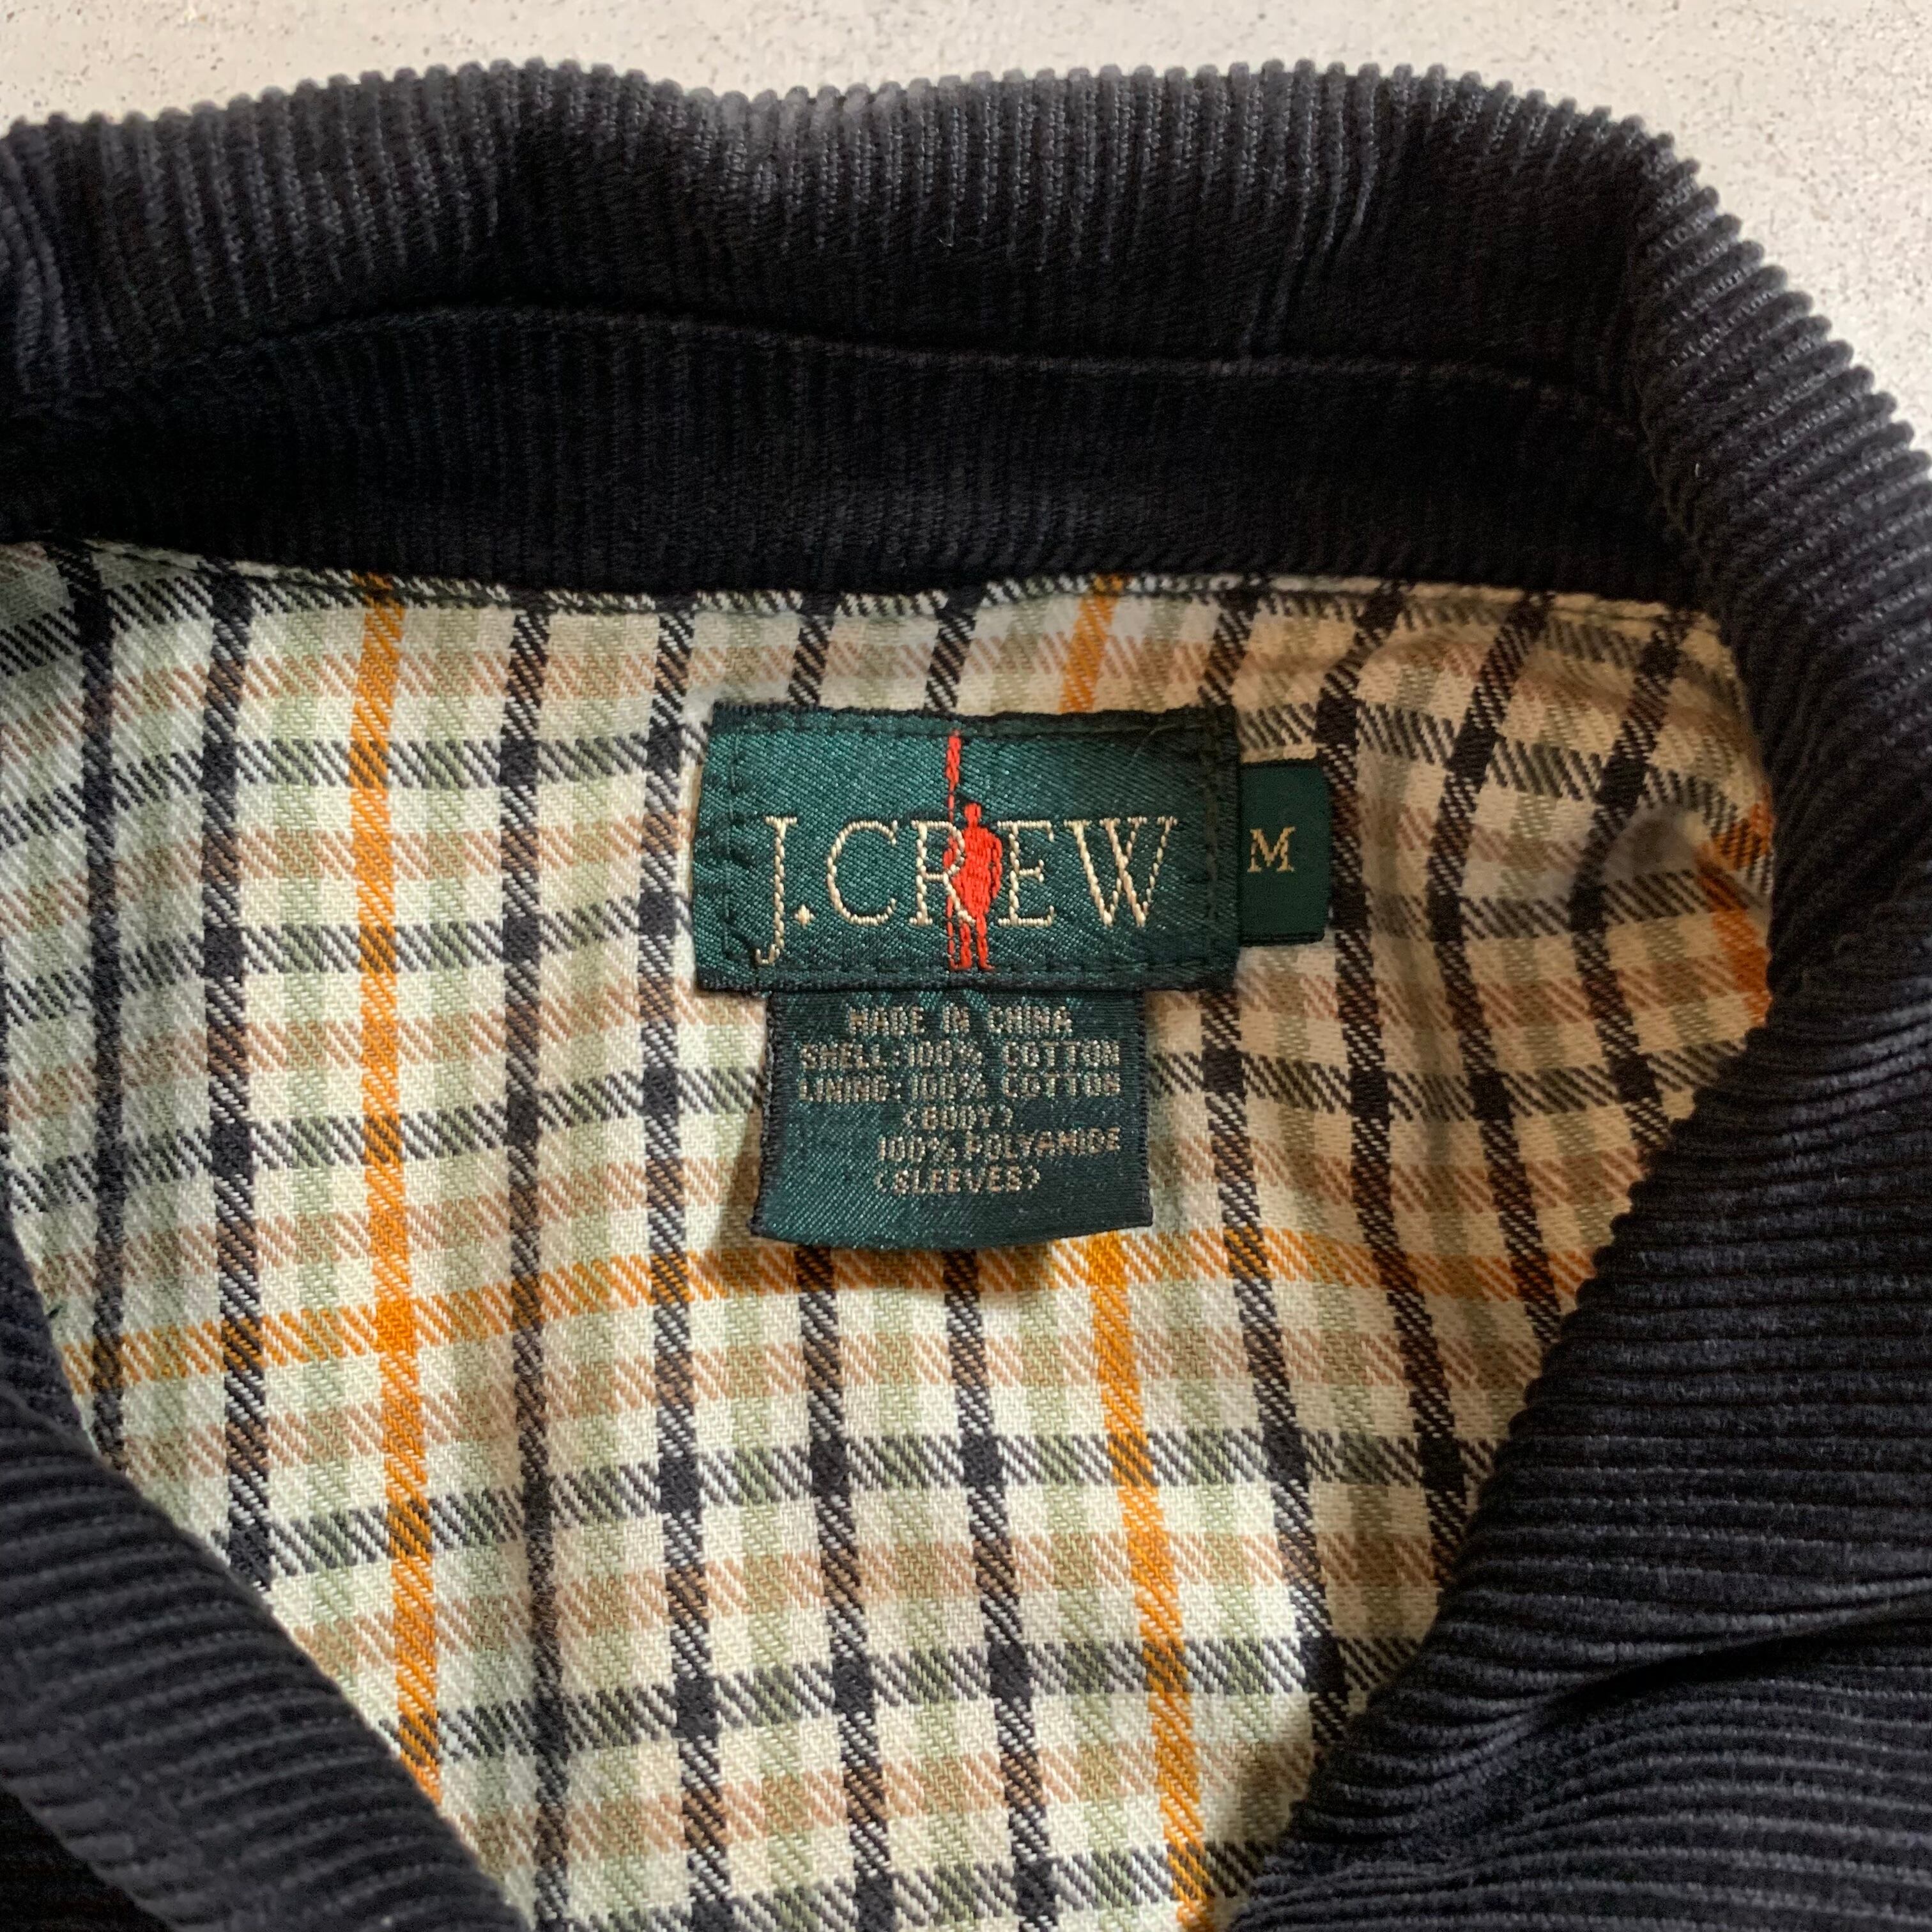 J.CREW
M
MADE IN CHINA
SHELL:100% COTTON
LINING:100% COTTON
(BODY)
100% POLYAMIDE
(SLEEVES)